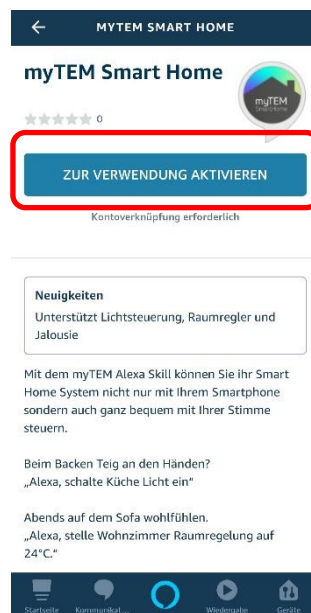 MYTEM SMART HOME
myTEM Smart Home
myTEM
SmartHome
0
ZUR VERWENDUNG AKTIVIEREN
Kontoverknüpfung erforderlich
Neuigkeiten
Unterstützt Lichtsteuerung, Raumregler und
Jalousie
Mit dem myTEM Alexa Skill können Sie ihr Smart
Home System nicht nur mit Ihrem Smartphone
sondern auch ganz bequem mit Ihrer Stimme
steuern.
Beim Backen Teig an den Händen?
„Alexa, schalte Küche Licht ein“
Abends auf dem Sofa wohlfühlen.
„Alexa, stelle Wohnzimmer Raumregelung auf
24°C.“
Startseite Kommunikat... Wiedergabe Geräte